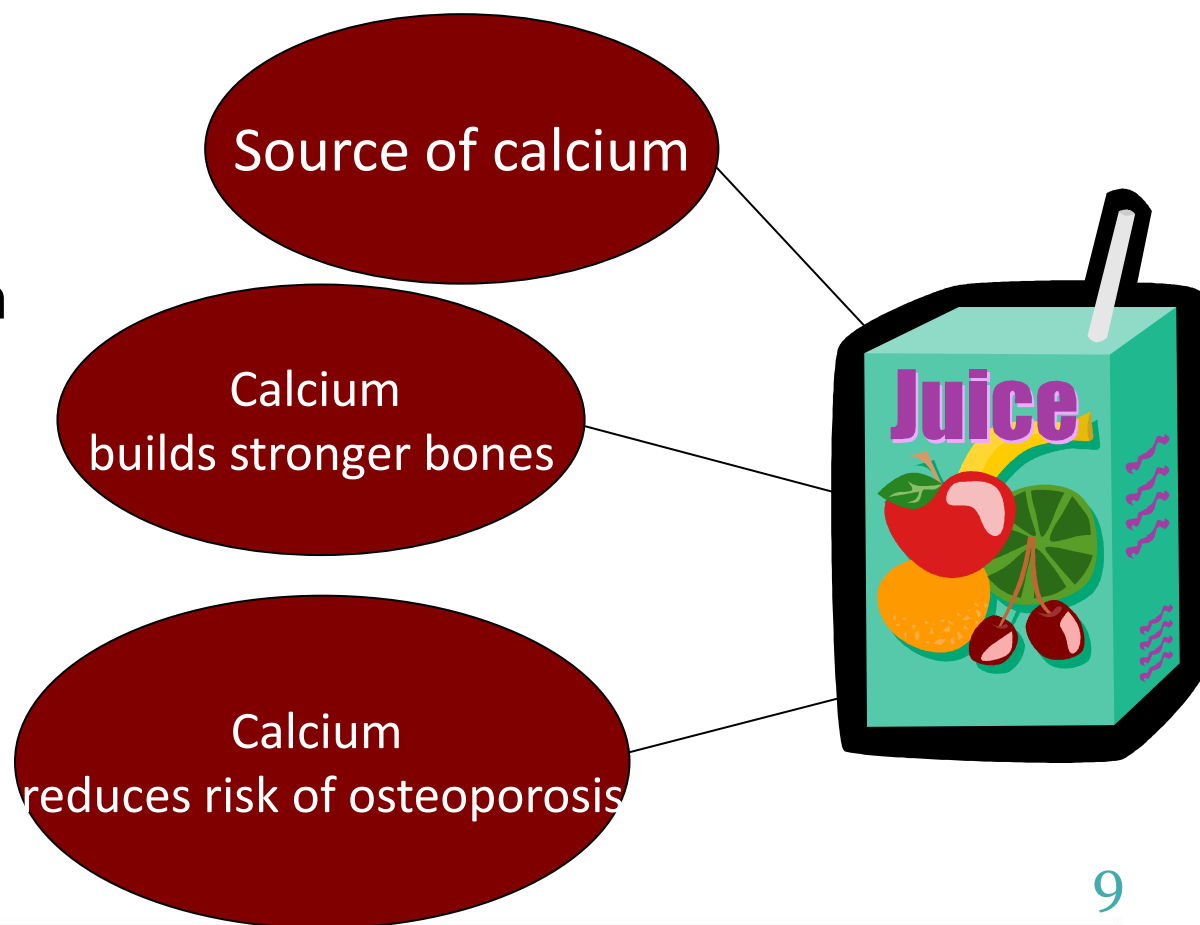 Source of calcium
Calcium
builds stronger bones
Calcium
reduces risk of osteoporosis
Juice
9